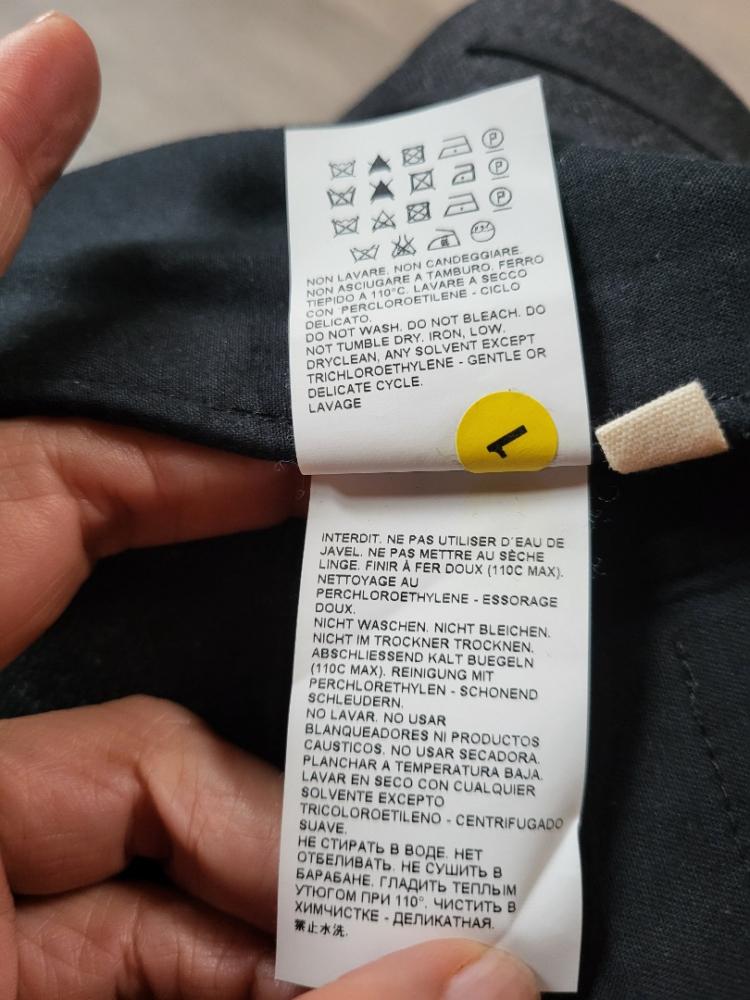 P
P
P
NON LAVARE. NON CANDEGGIARE.
NON ASCIUGARE A TAMBURO. FERRO
TIEPIDO A 110°C. LAVARE A SECCO
CON PERCLOROETILENE - CICLO
DELICATO.
DO NOT WASH. DO NOT BLEACH. DO
NOT TUMBLE DRY. IRON, LOW.
DRYCLEAN, ANY SOLVENT EXCEPT
TRICHLOROETHYLENE - GENTLE OR
DELICATE CYCLE.
LAVAGE
1
INTERDIT. NE PAS UTILISER D'EAU DE
JAVEL. NE PAS METTRE AU SÈCHE
LINGE. FINIR À FER DOUX (110C MAX).
NETTOYAGE AU
PERCHLOROETHYLENE - ESSORAGE
DOUX.
NICHT WASCHEN. NICHT BLEICHEN.
NICHT IM TROCKNER TROCKNEN.
ABSCHLIESSEND KALT BUEGELN
(110C MAX). REINIGUNG MIT
PERCHLORETHYLEN - SCHONEND
SCHLEUDERN.
NO LAVAR. NO USAR
BLANQUEADORES NI PRODUCTOS
CAUSTICOS. NO USAR SECADORA.
PLANCHAR A TEMPERATURA BAJA.
LAVAR EN SECO CON CUALQUIER
SOLVENTE EXCEPTO
TRICOLOROETILENO - CENTRIFUGADO
SUAVE.
НЕ СТИРАТЬ В ВОДЕ. НЕТ
ОТБЕЛИВАТЬ. НЕ СУШИТЬ В
БАРАБАНЕ. ГЛАДИТЬ ТЕПЛЫМ
УТЮГОМ ПРИ 110°. ЧИСТИТЬ В
ХИМЧИСТКЕ - ДЕЛИКАТНАЯ.
禁止水洗.